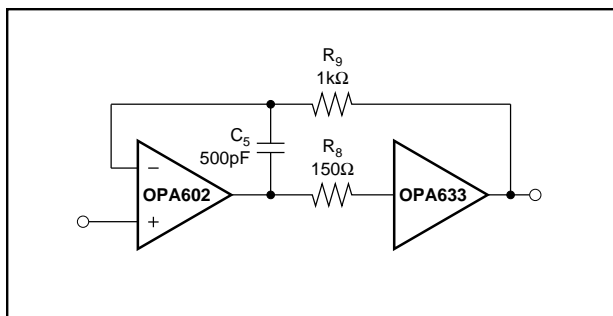 R₉
1kΩ
C₅
500pF
R₈
150Ω
−
OPA602
+
OPA633